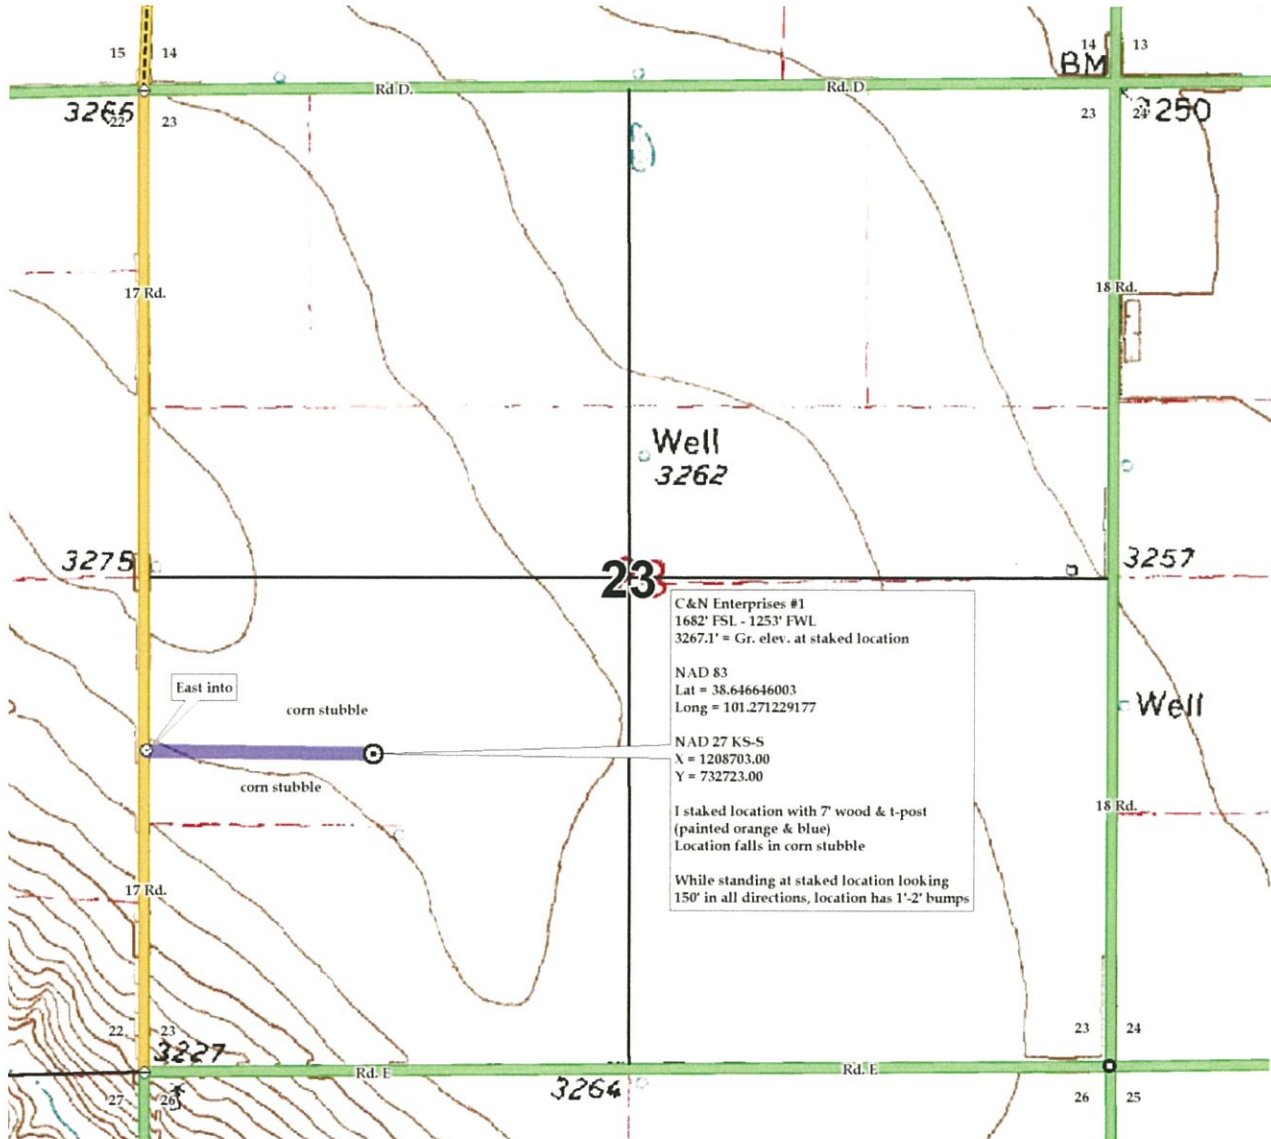 15 14
14 13
BM
Rd D.
Rd. D
3266
22 23
23 24
3250
17 Rd.
18 Rd.
Well
3262
3275
3257
23
C&N Enterprises #1
1682' FSL - 1253' FWL
3267.1' = Gr. elev. at staked location
NAD 83
Lat = 38.646646003
Long = 101.271229177
NAD 27 KS-S
X = 1208703.00
Y = 732723.00
I staked location with 7' wood & t-post
(painted orange & blue)
Location falls in corn stubble
While standing at staked location looking
150' in all directions, location has 1'-2' bumps
East into
corn stubble
Well
corn stubble
18 Rd.
17 Rd.
22 23
23 24
3227
Rd. E
Rd. E
3264
27 26
26 25